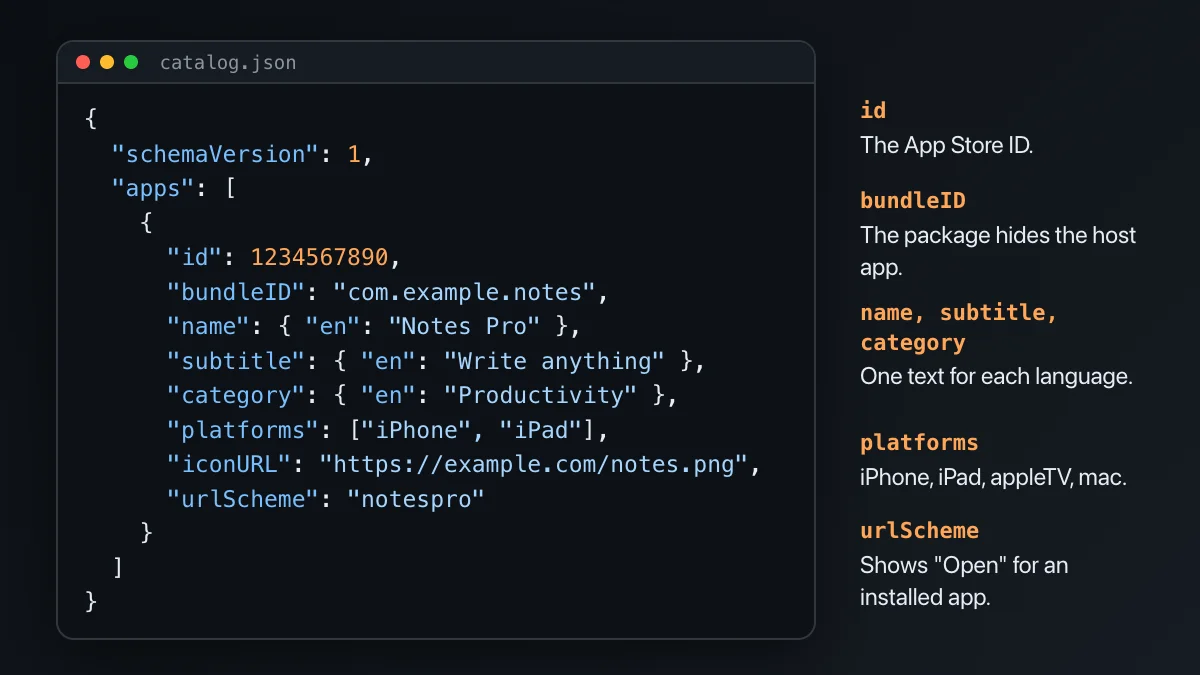 catalog.json
{
  "schemaVersion": 1,
  "apps": [
    {
      "id": 1234567890,
      "bundleID": "com.example.notes",
      "name": { "en": "Notes Pro" },
      "subtitle": { "en": "Write anything" },
      "category": { "en": "Productivity" },
      "platforms": ["iPhone", "iPad"],
      "iconURL": "https://example.com/notes.png",
      "urlScheme": "notespro"
    }
  ]
}
id
The App Store ID.
bundleID
The package hides the host
app.
name, subtitle,
category
One text for each language.
platforms
iPhone, iPad, appleTV, mac.
urlScheme
Shows "Open" for an
installed app.